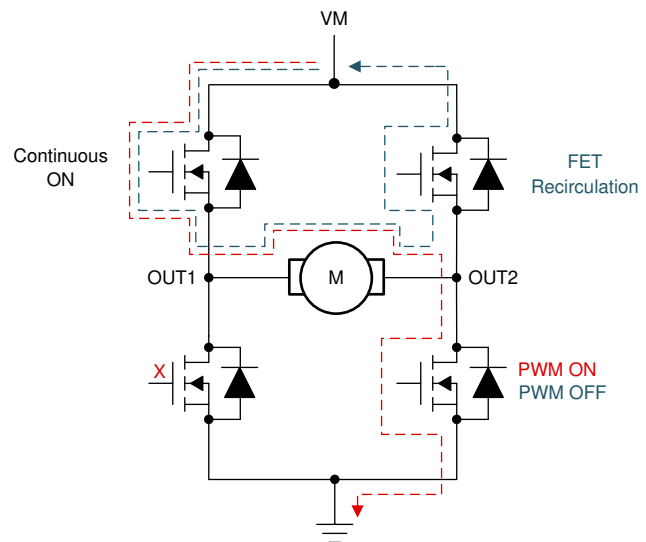 VM
Continuous
ON
FET
Recirculation
OUT1
M
OUT2
X
PWM ON
PWM OFF